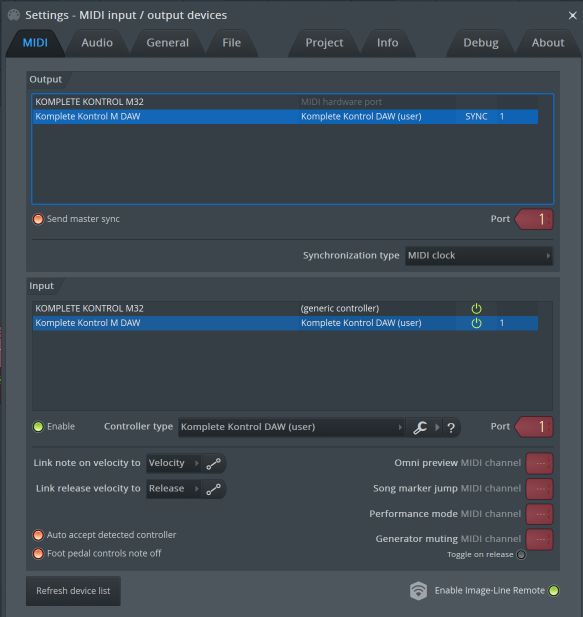 Settings - MIDI input / output devices
MIDI Audio General File Project Info Debug About
Output
KOMPLETE KONTROL M32 MIDI hardware port
Komplete Kontrol M DAW Komplete Kontrol DAW (user) SYNC 1
Send master sync Port 1
Synchronization type MIDI clock
Input
KOMPLETE KONTROL M32 (generic controller)
Komplete Kontrol M DAW Komplete Kontrol DAW (user) 1
Enable Controller type Komplete Kontrol DAW (user) ? Port 1
Link note on velocity to Velocity Omni preview MIDI channel ---
Link release velocity to Release Song marker jump MIDI channel ---
Performance mode MIDI channel ---
Auto accept detected controller Generator muting MIDI channel ---
Foot pedal controls note off Toggle on release
Refresh device list Enable Image-Line Remote